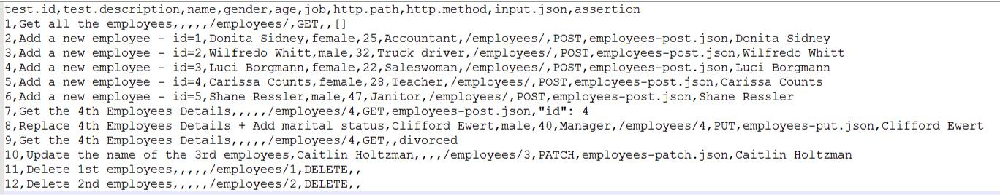 test.id,test.description,name,gender,age,job,http.path,http.method,input.json,assertion
1,Get all the employees,,,,,/employees/,GET,,[]
2,Add a new employee - id=1,Donita Sidney,female,25,Accountant,/employees/,POST,employees-post.json,Donita Sidney
3,Add a new employee - id=2,Wilfredo Whitt,male,32,Truck driver,/employees/,POST,employees-post.json,Wilfredo Whitt
4,Add a new employee - id=3,Luci Borgmann,female,22,Saleswoman,/employees/,POST,employees-post.json,Luci Borgmann
5,Add a new employee - id=4,Carissa Counts,female,28,Teacher,/employees/,POST,employees-post.json,Carissa Counts
6,Add a new employee - id=5,Shane Ressler,male,47,Janitor,/employees/,POST,employees-post.json,Shane Ressler
7,Get the 4th Employees Details,,,,,/employees/4,GET,employees-post.json,"id": 4
8,Replace 4th Employees Details + Add marital status,Clifford Ewert,male,40,Manager,/employees/4,PUT,employees-put.json,Clifford Ewert
9,Get the 4th Employees Details,,,,,/employees/4,GET,,divorced
10,Update the name of the 3rd employees,Caitlin Holtzman,,,,/employees/3,PATCH,employees-patch.json,Caitlin Holtzman
11,Delete 1st employees,,,,,/employees/1,DELETE,,
12,Delete 2nd employees,,,,,/employees/2,DELETE,,